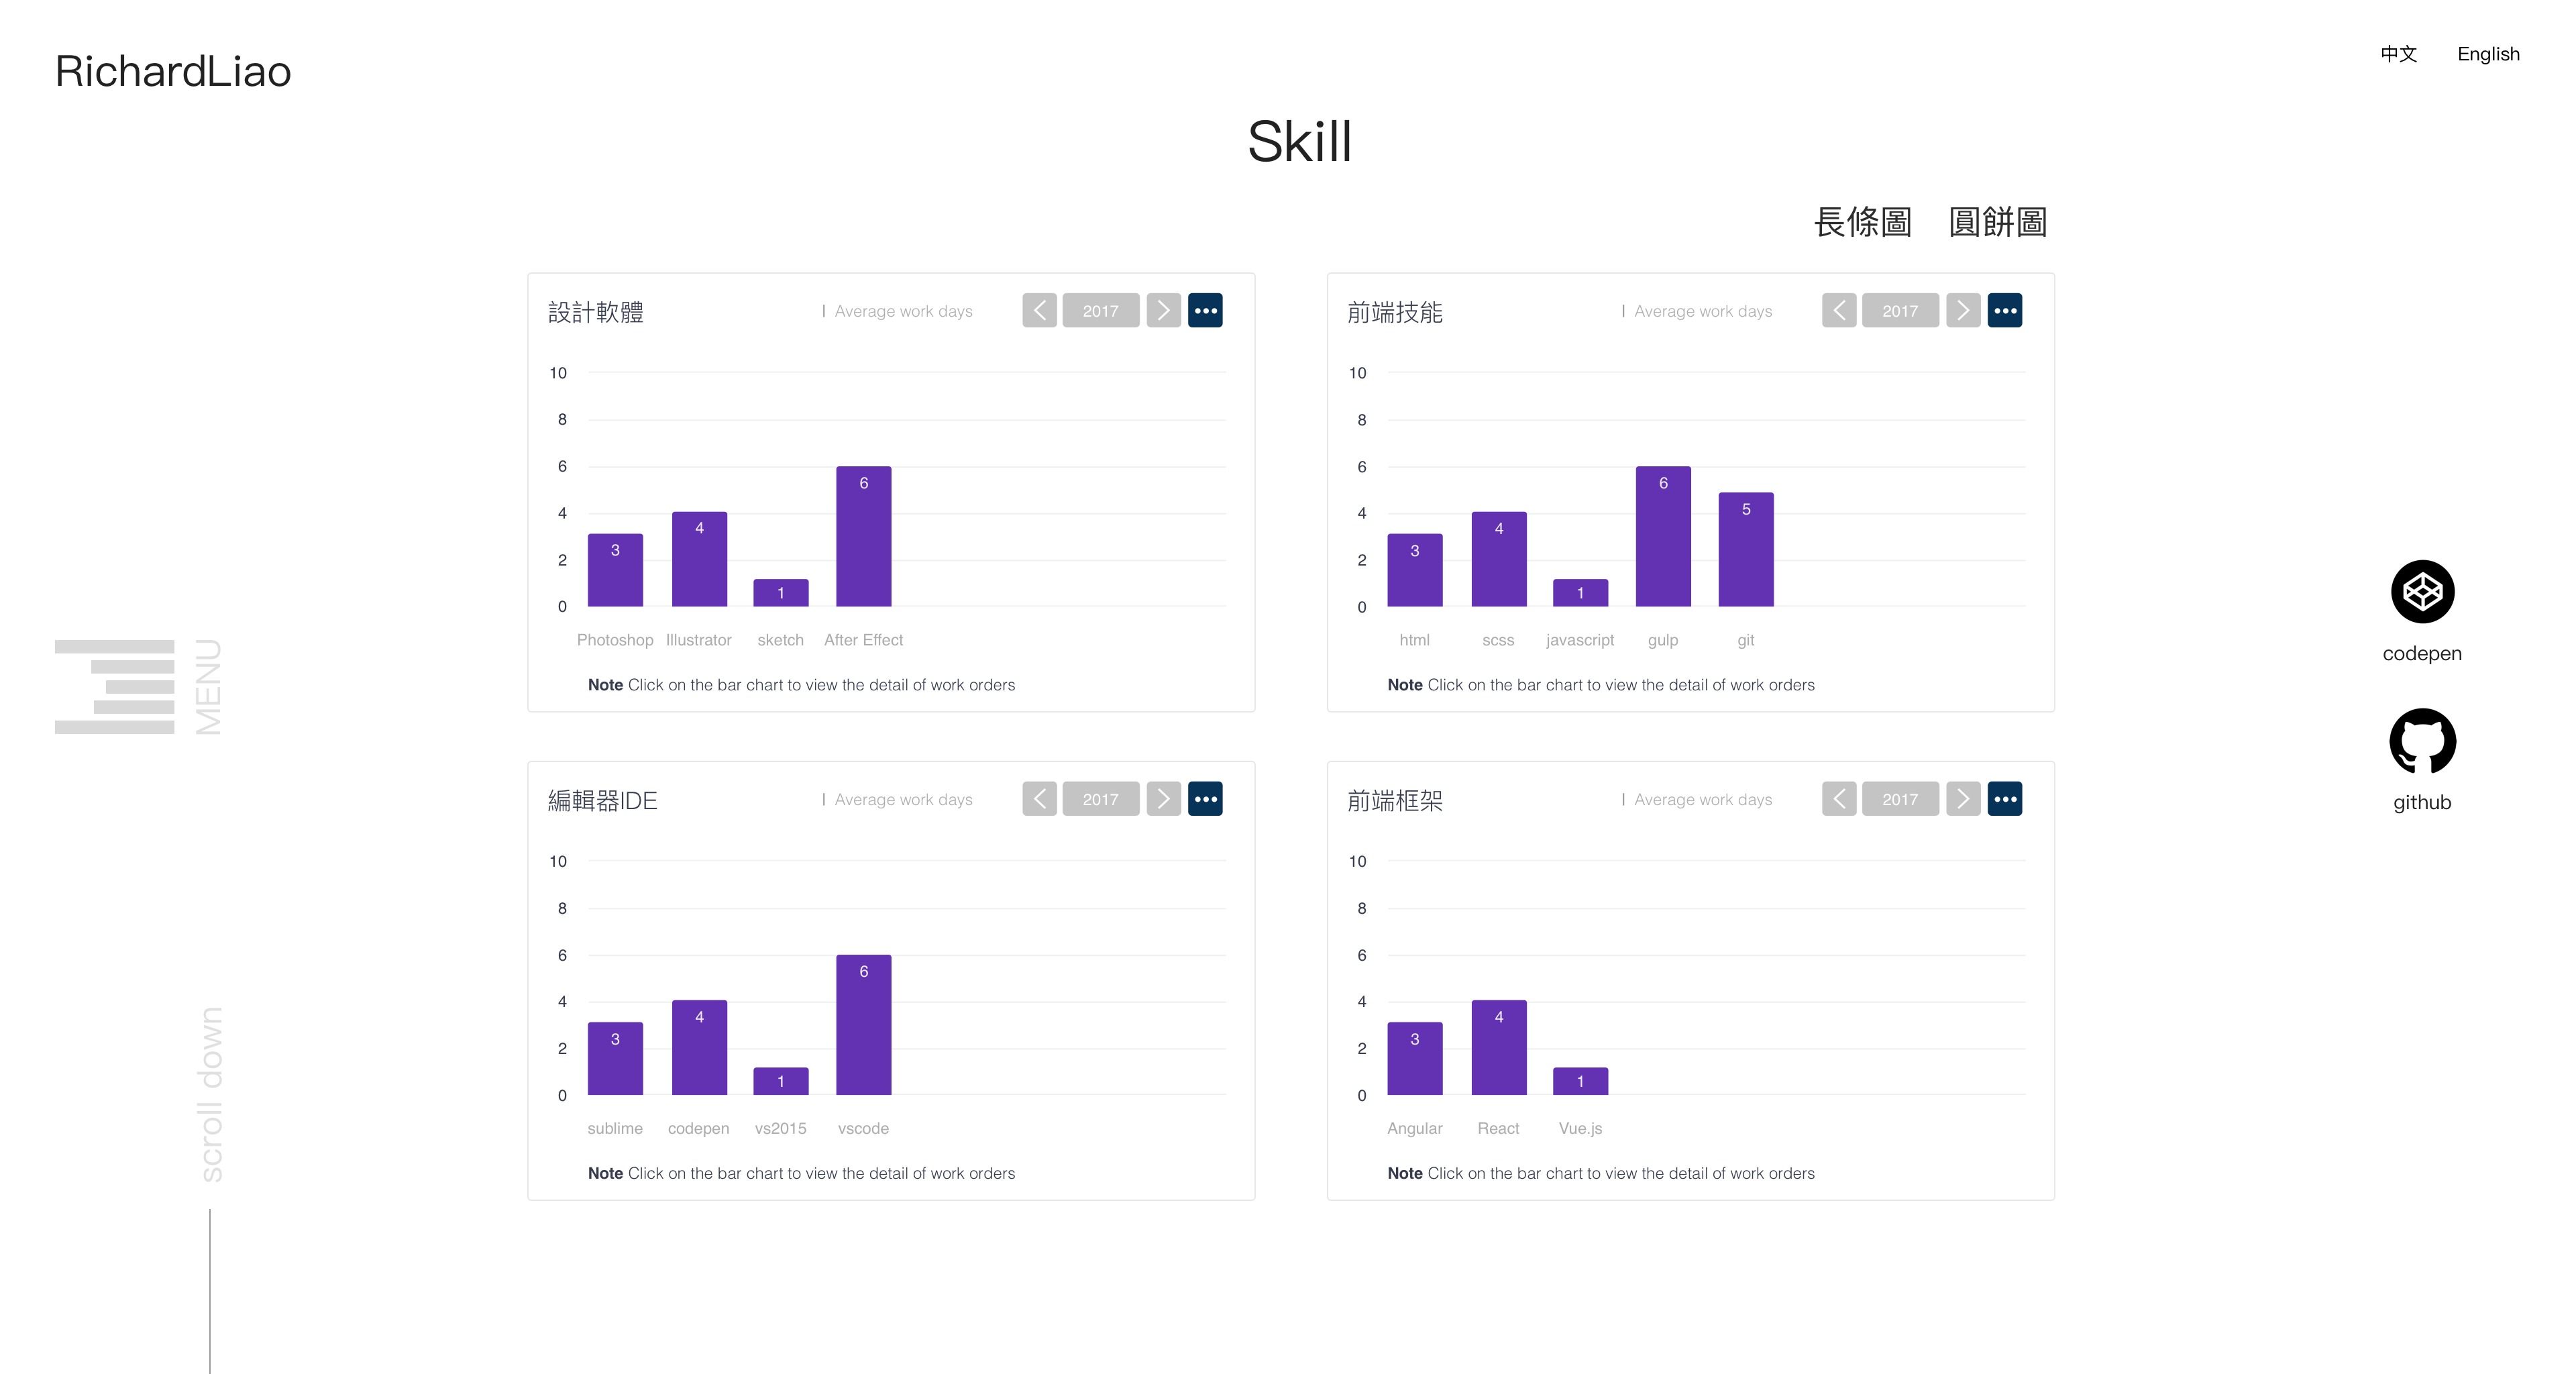 RichardLiao
中文 English
Skill
長條圖 圓餅圖
設計軟體
Average work days
2017
10
8
6
4
2
0
3
4
1
6
Photoshop Illustrator sketch After Effect
Note Click on the bar chart to view the detail of work orders
前端技能
Average work days
2017
10
8
6
4
2
0
3
4
1
6
5
html scss javascript gulp git
Note Click on the bar chart to view the detail of work orders
MENU
codepen
github
編輯器IDE
Average work days
2017
10
8
6
4
2
0
3
4
1
6
sublime codepen vs2015 vscode
Note Click on the bar chart to view the detail of work orders
前端框架
Average work days
2017
10
8
6
4
2
0
3
4
1
Angular React Vue.js
Note Click on the bar chart to view the detail of work orders
scroll down